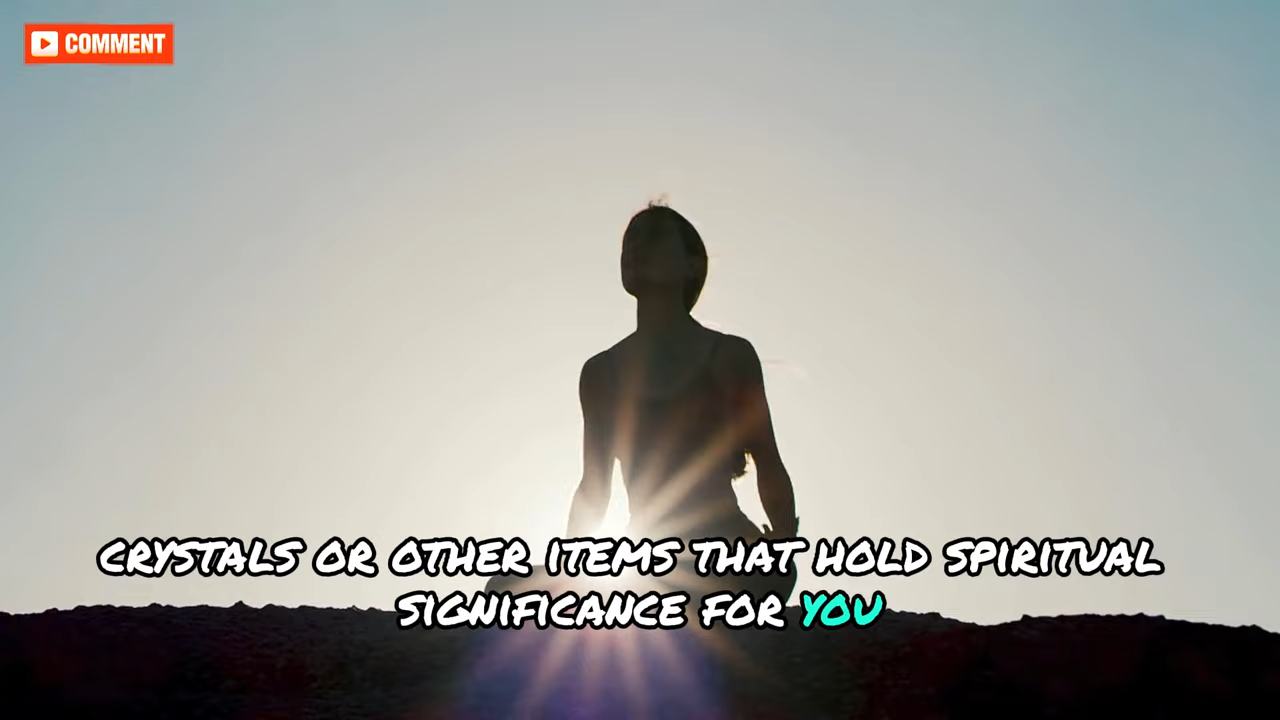 COMMENT
CRYSTALS OR OTHER ITEMS THAT HOLD SPIRITUAL
SIGNIFICANCE FOR YOU